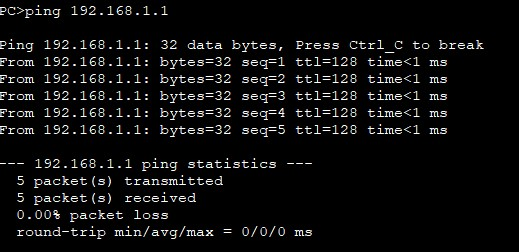 PC>ping 192.168.1.1
Ping 192.168.1.1: 32 data bytes, Press Ctrl_C to break
From 192.168.1.1: bytes=32 seq=1 ttl=128 time<1 ms
From 192.168.1.1: bytes=32 seq=2 ttl=128 time<1 ms
From 192.168.1.1: bytes=32 seq=3 ttl=128 time<1 ms
From 192.168.1.1: bytes=32 seq=4 ttl=128 time<1 ms
From 192.168.1.1: bytes=32 seq=5 ttl=128 time<1 ms
--- 192.168.1.1 ping statistics ---
5 packet(s) transmitted
5 packet(s) received
0.00% packet loss
round-trip min/avg/max = 0/0/0 ms